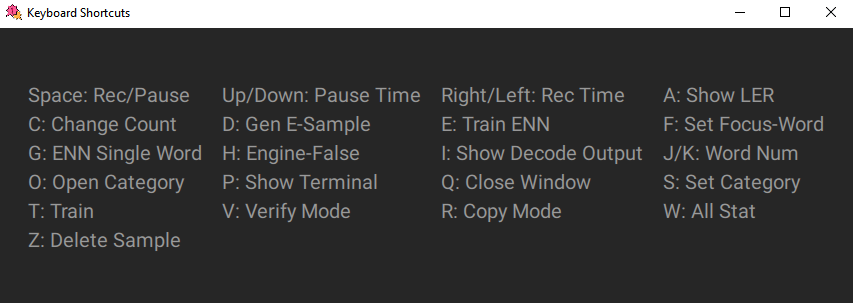 Keyboard Shortcuts
Space: Rec/Pause Up/Down: Pause Time Right/Left: Rec Time A: Show LER
C: Change Count D: Gen E-Sample E: Train ENN F: Set Focus-Word
G: ENN Single Word H: Engine-False I: Show Decode Output J/K: Word Num
O: Open Category P: Show Terminal Q: Close Window S: Set Category
T: Train V: Verify Mode R: Copy Mode W: All Stat
Z: Delete Sample